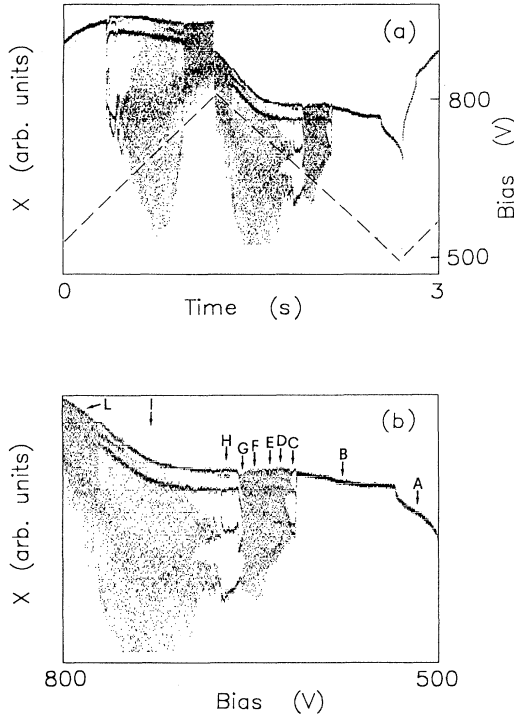 (a)
X (arb. units)
800
500
Bias (V)
0
3
Time (s)
(b)
L
I
H
G
F
E
D
C
B
A
X (arb. units)
800
500
Bias (V)